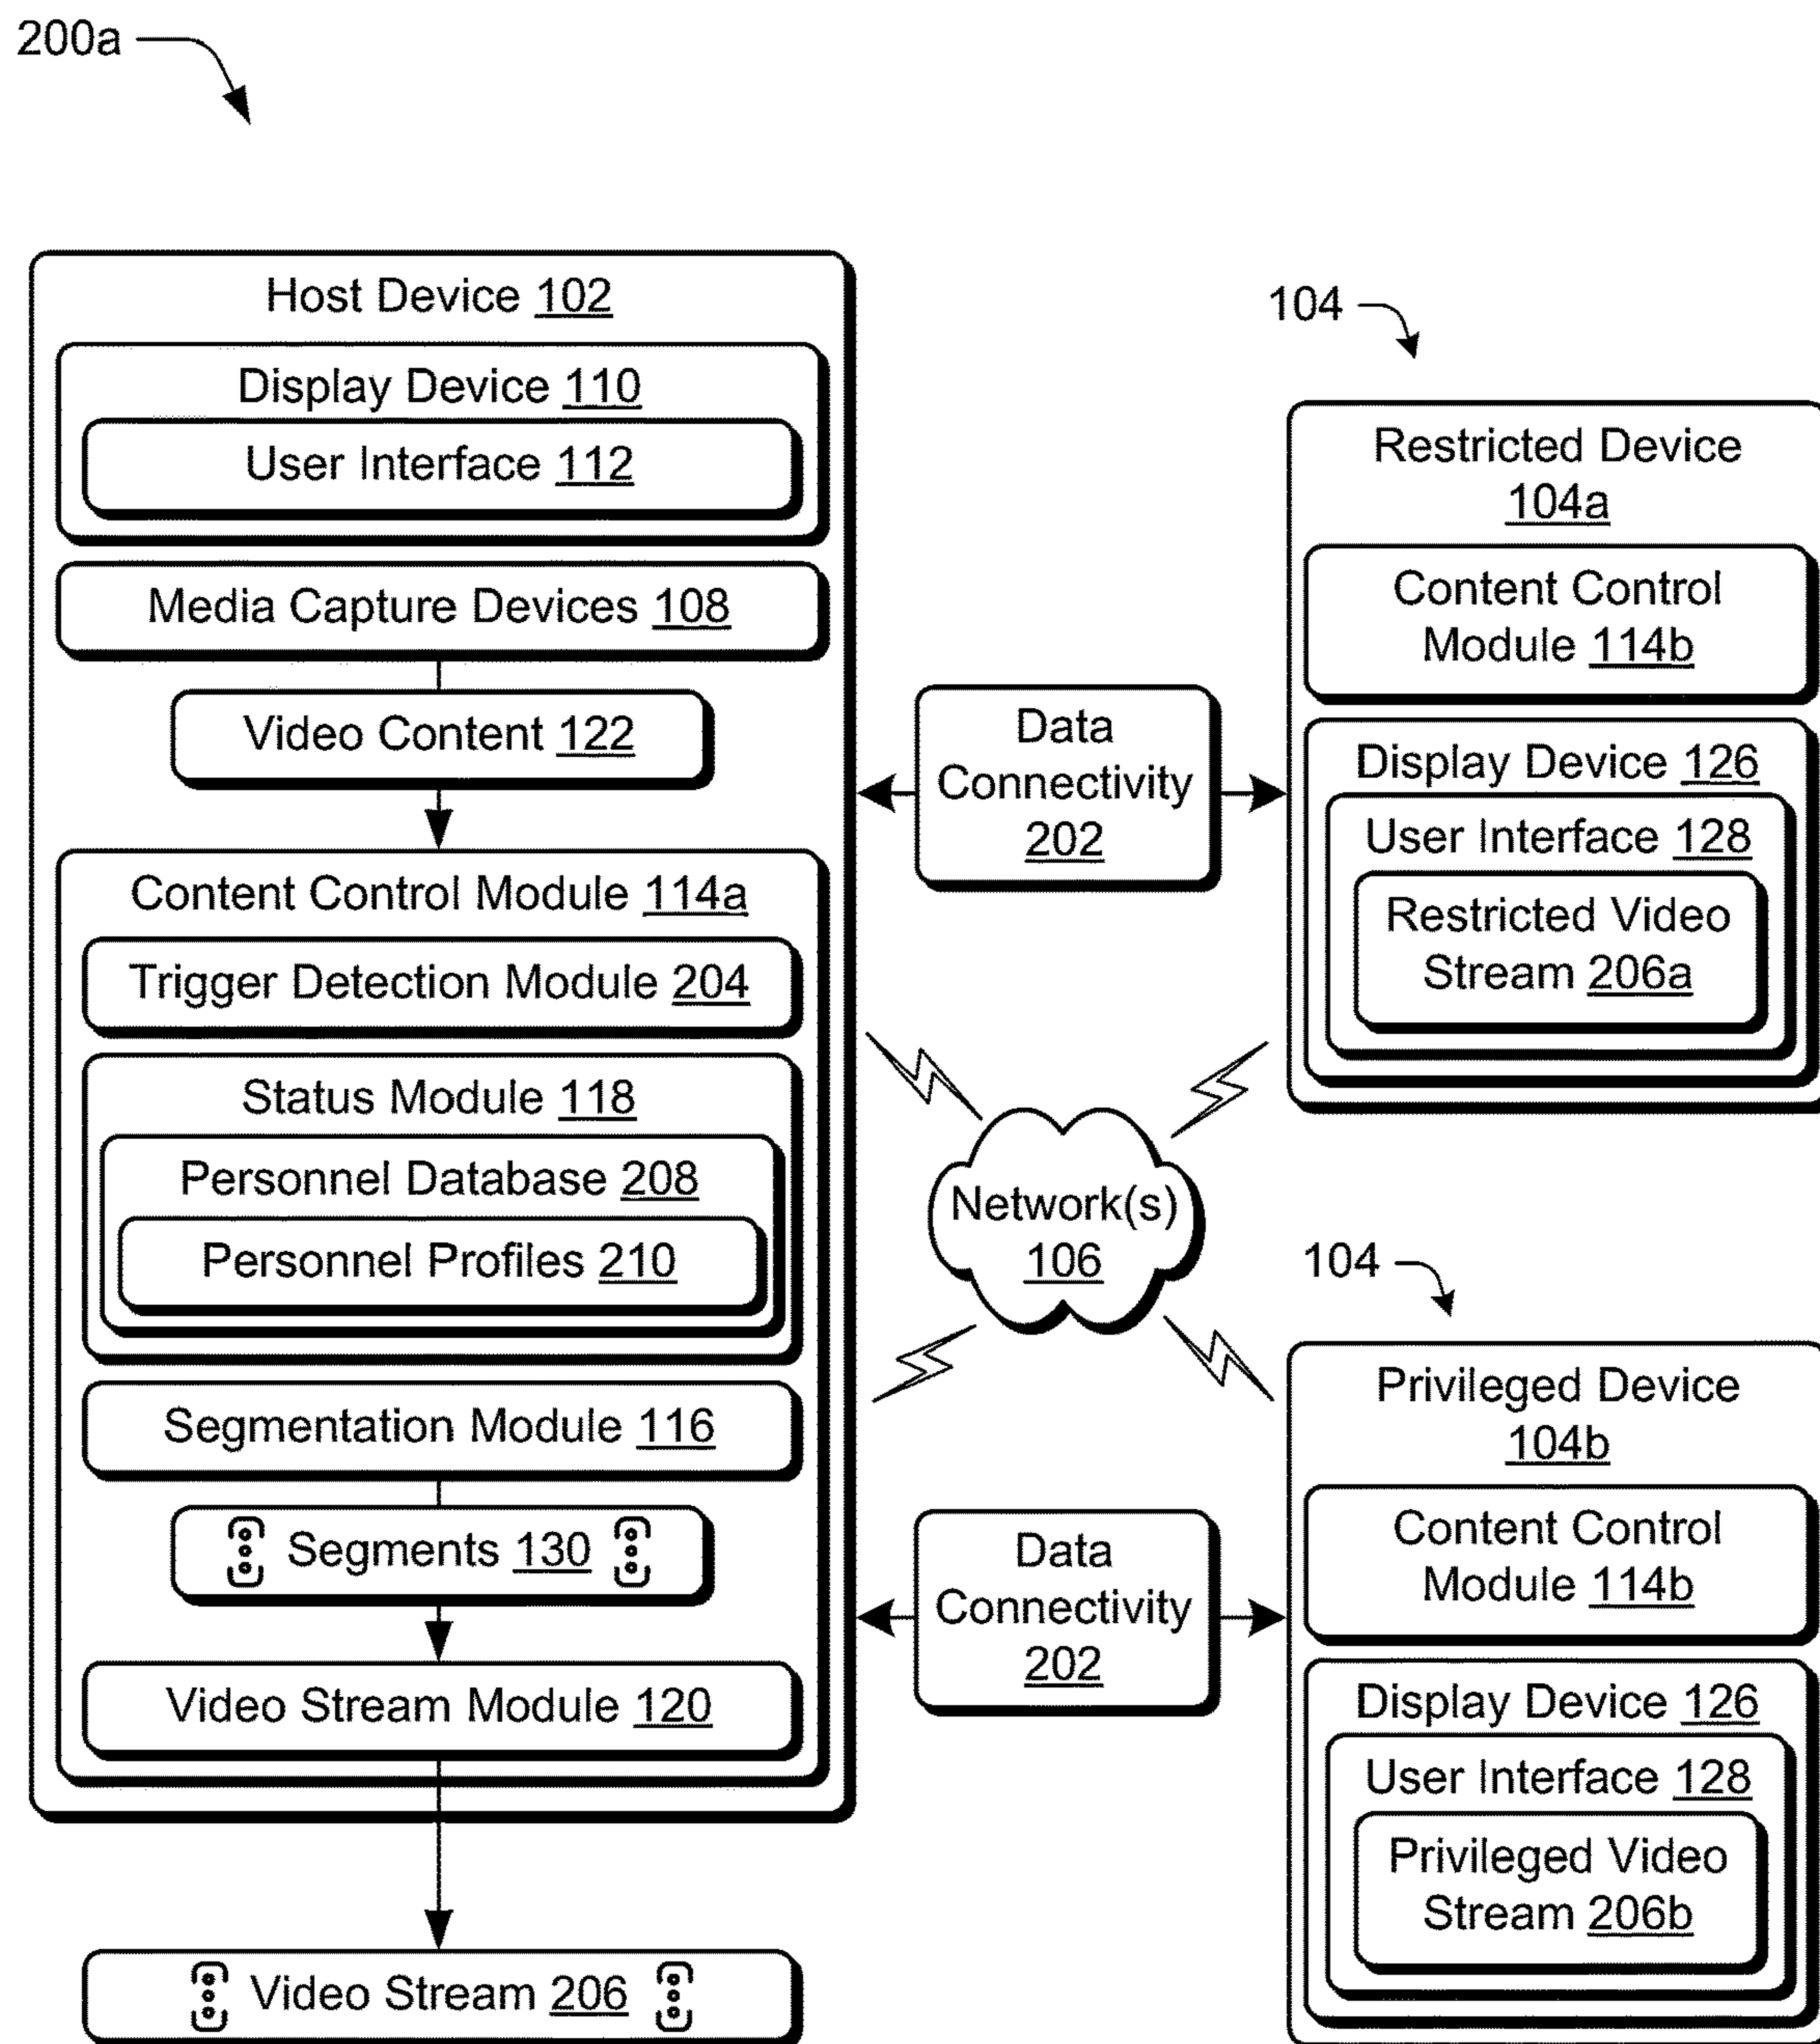 200a
Host Device 102
Display Device 110
User Interface 112
Media Capture Devices 108
Video Content 122
Content Control Module 114a
Trigger Detection Module 204
Status Module 118
Personnel Database 208
Personnel Profiles 210
Segmentation Module 116
Segments 130
Video Stream Module 120
Video Stream 206
Data
Connectivity
202
Network(s)
106
Data
Connectivity
202
104
Restricted Device
104a
Content Control
Module 114b
Display Device 126
User Interface 128
Restricted Video
Stream 206a
104
Privileged Device
104b
Content Control
Module 114b
Display Device 126
User Interface 128
Privileged Video
Stream 206b